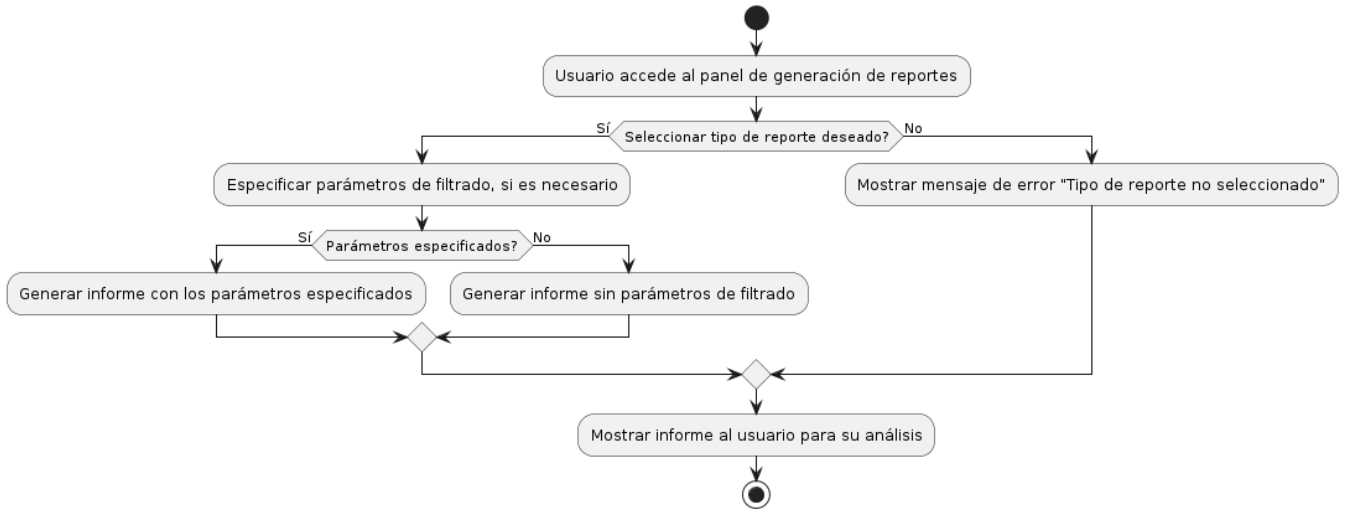 Usuario accede al panel de generación de reportes
Sí
Seleccionar tipo de reporte deseado?
No
Especificar parámetros de filtrado, si es necesario
Mostrar mensaje de error "Tipo de reporte no seleccionado"
Sí
Parámetros especificados?
No
Generar informe con los parámetros especificados
Generar informe sin parámetros de filtrado
Mostrar informe al usuario para su análisis